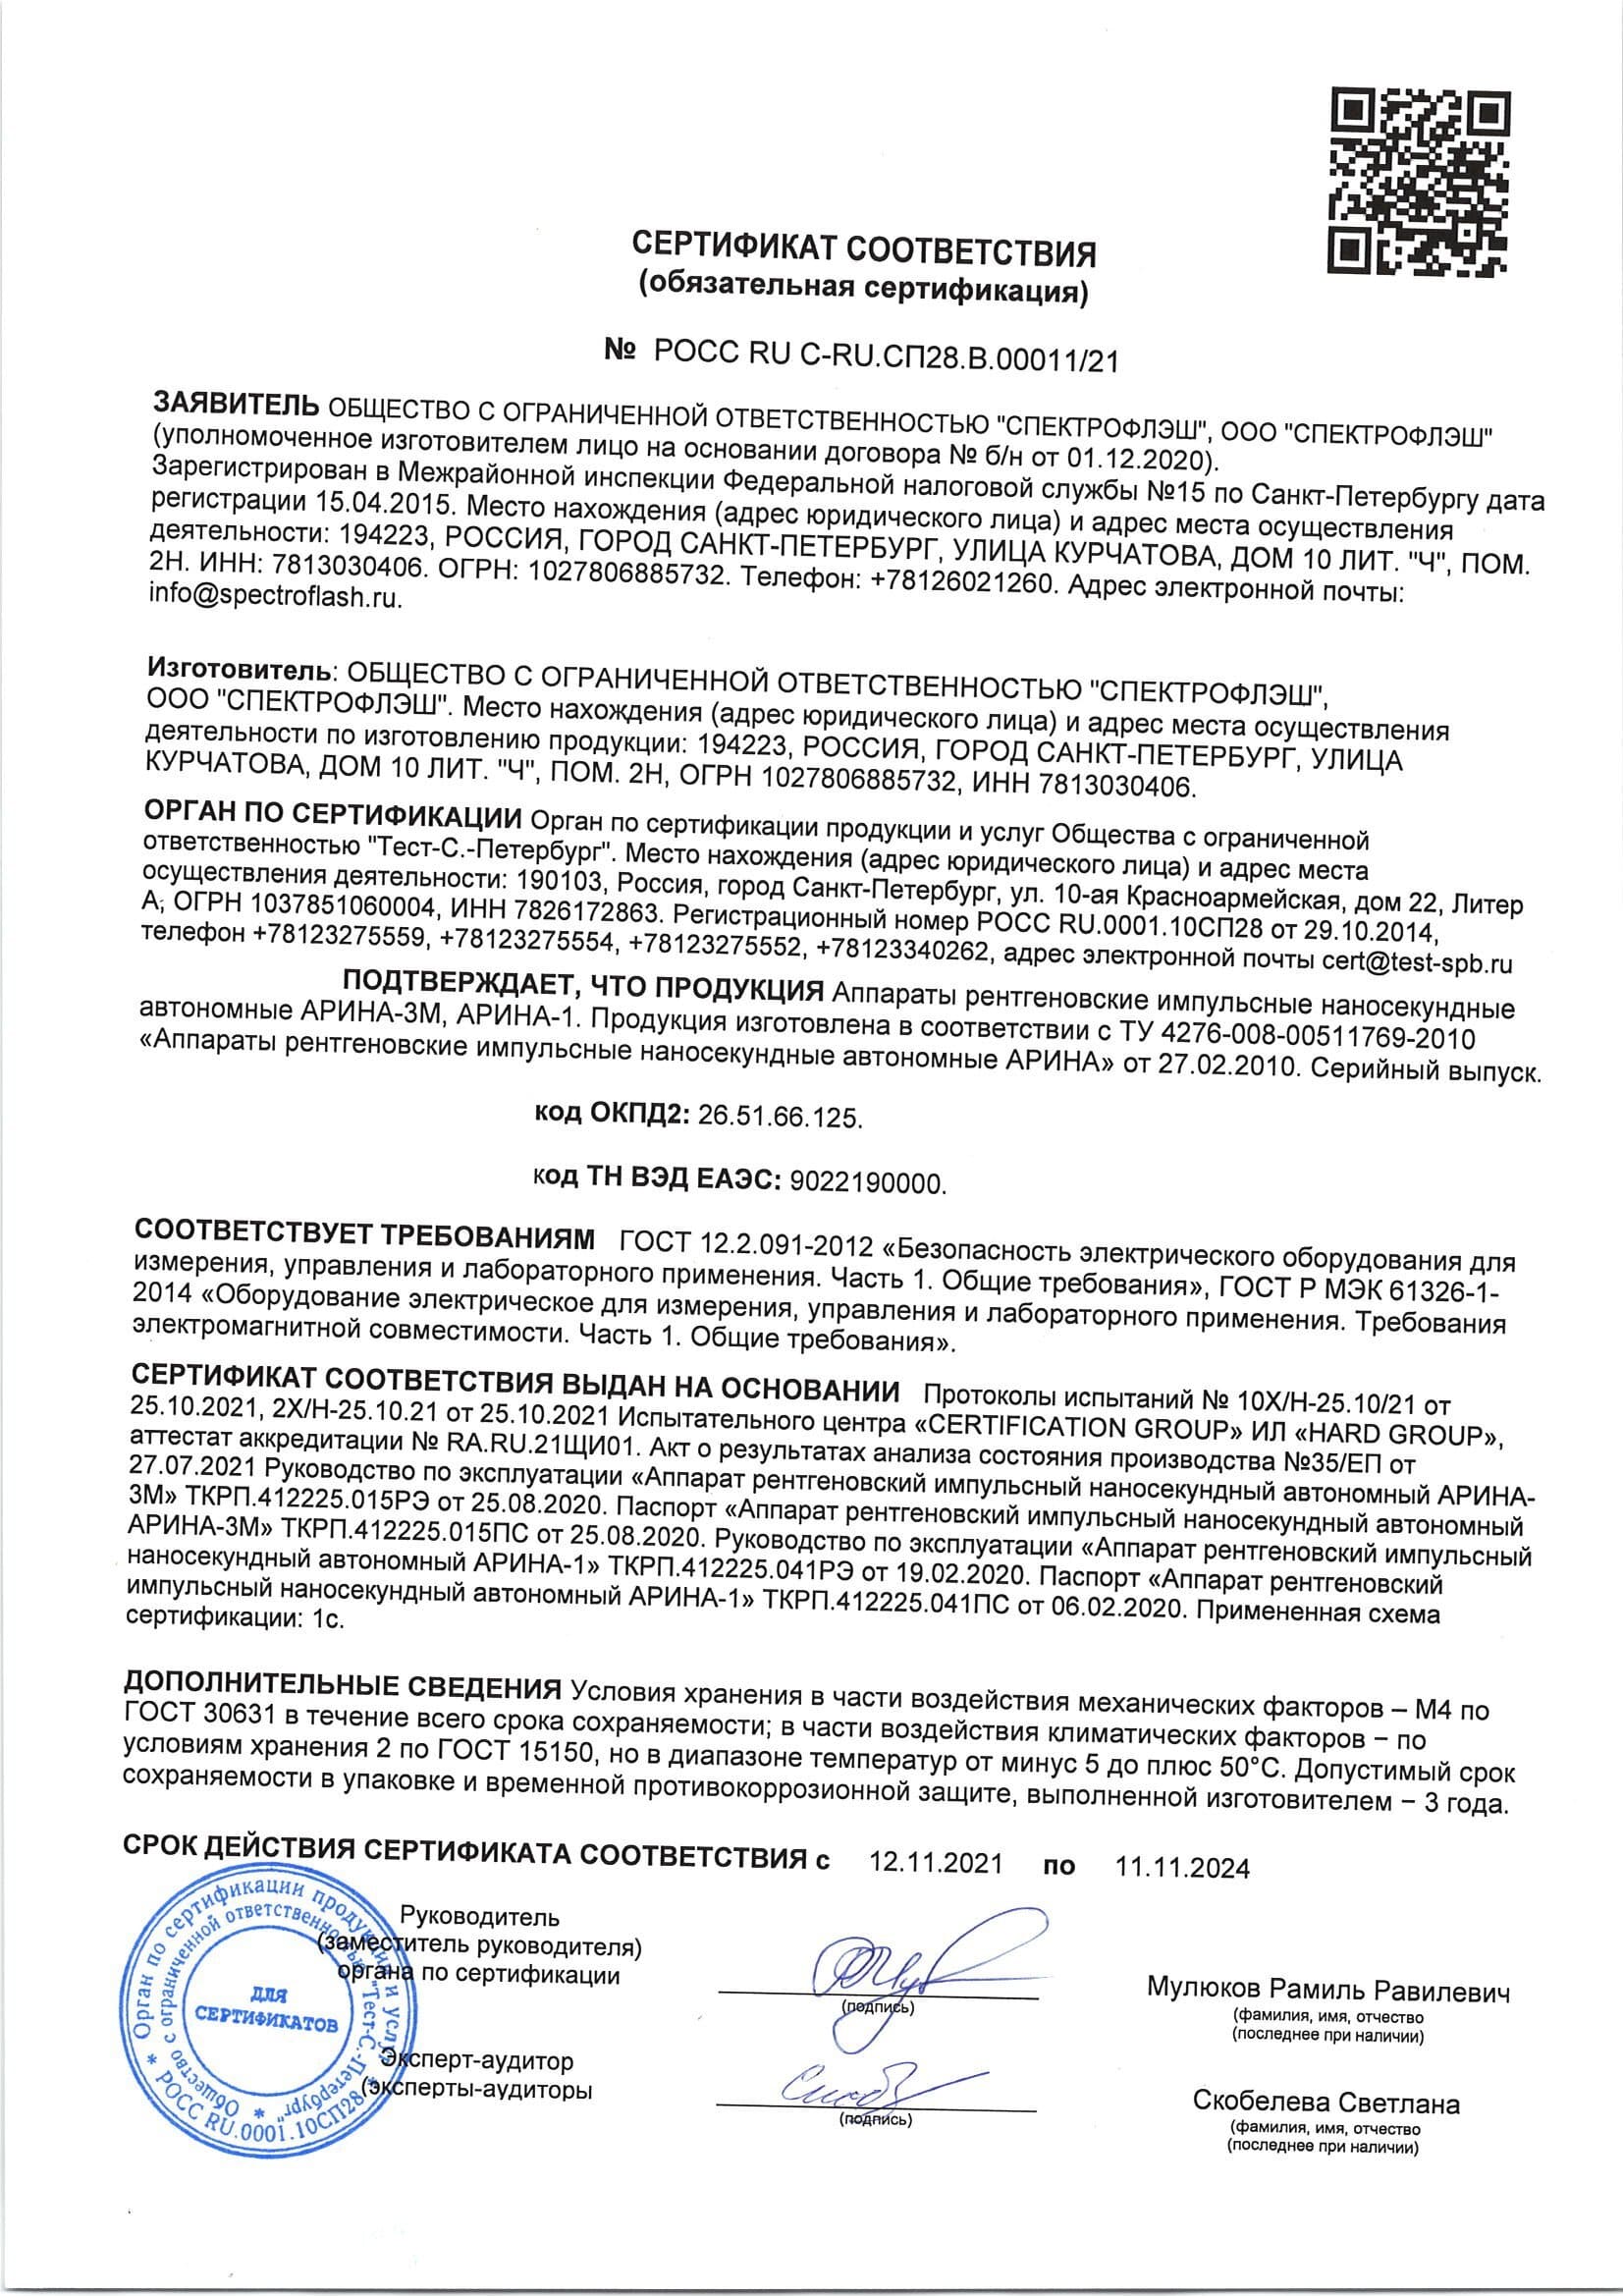 СЕРТИФИКАТ СООТВЕТСТВИЯ
(обязательная сертификация)
№ РОСС RU С-RU.СП28.В.00011/21
ЗАЯВИТЕЛЬ ОБЩЕСТВО С ОГРАНИЧЕННОЙ ОТВЕТСТВЕННОСТЬЮ "СПЕКТРОФЛЭШ", ООО "СПЕКТРОФЛЭШ"
(уполномоченное изготовителем лицо на основании договора № б/н от 01.12.2020).
Зарегистрирован в Межрайонной инспекции Федеральной налоговой службы №15 по Санкт-Петербургу дата
регистрации 15.04.2015. Место нахождения (адрес юридического лица) и адрес места осуществления
деятельности: 194223, РОССИЯ, ГОРОД САНКТ-ПЕТЕРБУРГ, УЛИЦА КУРЧАТОВА, ДОМ 10 ЛИТ. "Ч", ПОМ.
2Н. ИНН: 7813030406. ОГРН: 1027806885732. Телефон: +78126021260. Адрес электронной почты:
info@spectroflash.ru.
Изготовитель: ОБЩЕСТВО С ОГРАНИЧЕННОЙ ОТВЕТСТВЕННОСТЬЮ "СПЕКТРОФЛЭШ",
ООО "СПЕКТРОФЛЭШ". Место нахождения (адрес юридического лица) и адрес места осуществления
деятельности по изготовлению продукции: 194223, РОССИЯ, ГОРОД САНКТ-ПЕТЕРБУРГ, УЛИЦА
КУРЧАТОВА, ДОМ 10 ЛИТ. "Ч", ПОМ. 2Н, ОГРН 1027806885732, ИНН 7813030406.
ОРГАН ПО СЕРТИФИКАЦИИ Орган по сертификации продукции и услуг Общества с ограниченной
ответственностью "Тест-С.-Петербург". Место нахождения (адрес юридического лица) и адрес места
осуществления деятельности: 190103, Россия, город Санкт-Петербург, ул. 10-ая Красноармейская, дом 22, Литер
А, ОГРН 1037851060004, ИНН 7826172863. Регистрационный номер РОСС RU.0001.10СП28 от 29.10.2014,
телефон +78123275559, +78123275554, +78123275552, +78123340262, адрес электронной почты cert@test-spb.ru
ПОДТВЕРЖДАЕТ, ЧТО ПРОДУКЦИЯ Аппараты рентгеновские импульсные наносекундные
автономные АРИНА-3М, АРИНА-1. Продукция изготовлена в соответствии с ТУ 4276-008-00511769-2010
«Аппараты рентгеновские импульсные наносекундные автономные АРИНА» от 27.02.2010. Серийный выпуск.
код ОКПД2: 26.51.66.125.
код ТН ВЭД ЕАЭС: 9022190000.
СООТВЕТСТВУЕТ ТРЕБОВАНИЯМ ГОСТ 12.2.091-2012 «Безопасность электрического оборудования для
измерения, управления и лабораторного применения. Часть 1. Общие требования», ГОСТ Р МЭК 61326-1-
2014 «Оборудование электрическое для измерения, управления и лабораторного применения. Требования
электромагнитной совместимости. Часть 1. Общие требования».
СЕРТИФИКАТ СООТВЕТСТВИЯ ВЫДАН НА ОСНОВАНИИ Протоколы испытаний № 10Х/Н-25.10/21 от
25.10.2021, 2Х/Н-25.10.21 от 25.10.2021 Испытательного центра «CERTIFICATION GROUP» ИЛ «HARD GROUP»,
аттестат аккредитации № RA.RU.21ЩИ01. Акт о результатах анализа состояния производства №35/ЕП от
27.07.2021 Руководство по эксплуатации «Аппарат рентгеновский импульсный наносекундный автономный АРИНА-
3М» ТКРП.412225.015РЭ от 25.08.2020. Паспорт «Аппарат рентгеновский импульсный наносекундный автономный
АРИНА-3М» ТКРП.412225.015ПС от 25.08.2020. Руководство по эксплуатации «Аппарат рентгеновский импульсный
наносекундный автономный АРИНА-1» ТКРП.412225.041РЭ от 19.02.2020. Паспорт «Аппарат рентгеновский
импульсный наносекундный автономный АРИНА-1» ТКРП.412225.041ПС от 06.02.2020. Примененная схема
сертификации: 1с.
ДОПОЛНИТЕЛЬНЫЕ СВЕДЕНИЯ Условия хранения в части воздействия механических факторов – М4 по
ГОСТ 30631 в течение всего срока сохраняемости; в части воздействия климатических факторов – по
условиям хранения 2 по ГОСТ 15150, но в диапазоне температур от минус 5 до плюс 50°С. Допустимый срок
сохраняемости в упаковке и временной противокоррозионной защите, выполненной изготовителем – 3 года.
СРОК ДЕЙСТВИЯ СЕРТИФИКАТА СООТВЕТСТВИЯ с 12.11.2021 по 11.11.2024
Руководитель
(заместитель руководителя)
органа по сертификации
(подпись)
Мулюков Рамиль Равилевич
(фамилия, имя, отчество
(последнее при наличии)
Эксперт-аудитор
(эксперты-аудиторы
(подпись)
Скобелева Светлана
(фамилия, имя, отчество
(последнее при наличии)
* Орган по сертификации продукции и услуг *
РОСС RU.0001.10СП28
* Общество с ограниченной ответственностью "Тест-С.-Петербург"
ДЛЯ
СЕРТИФИКАТОВ